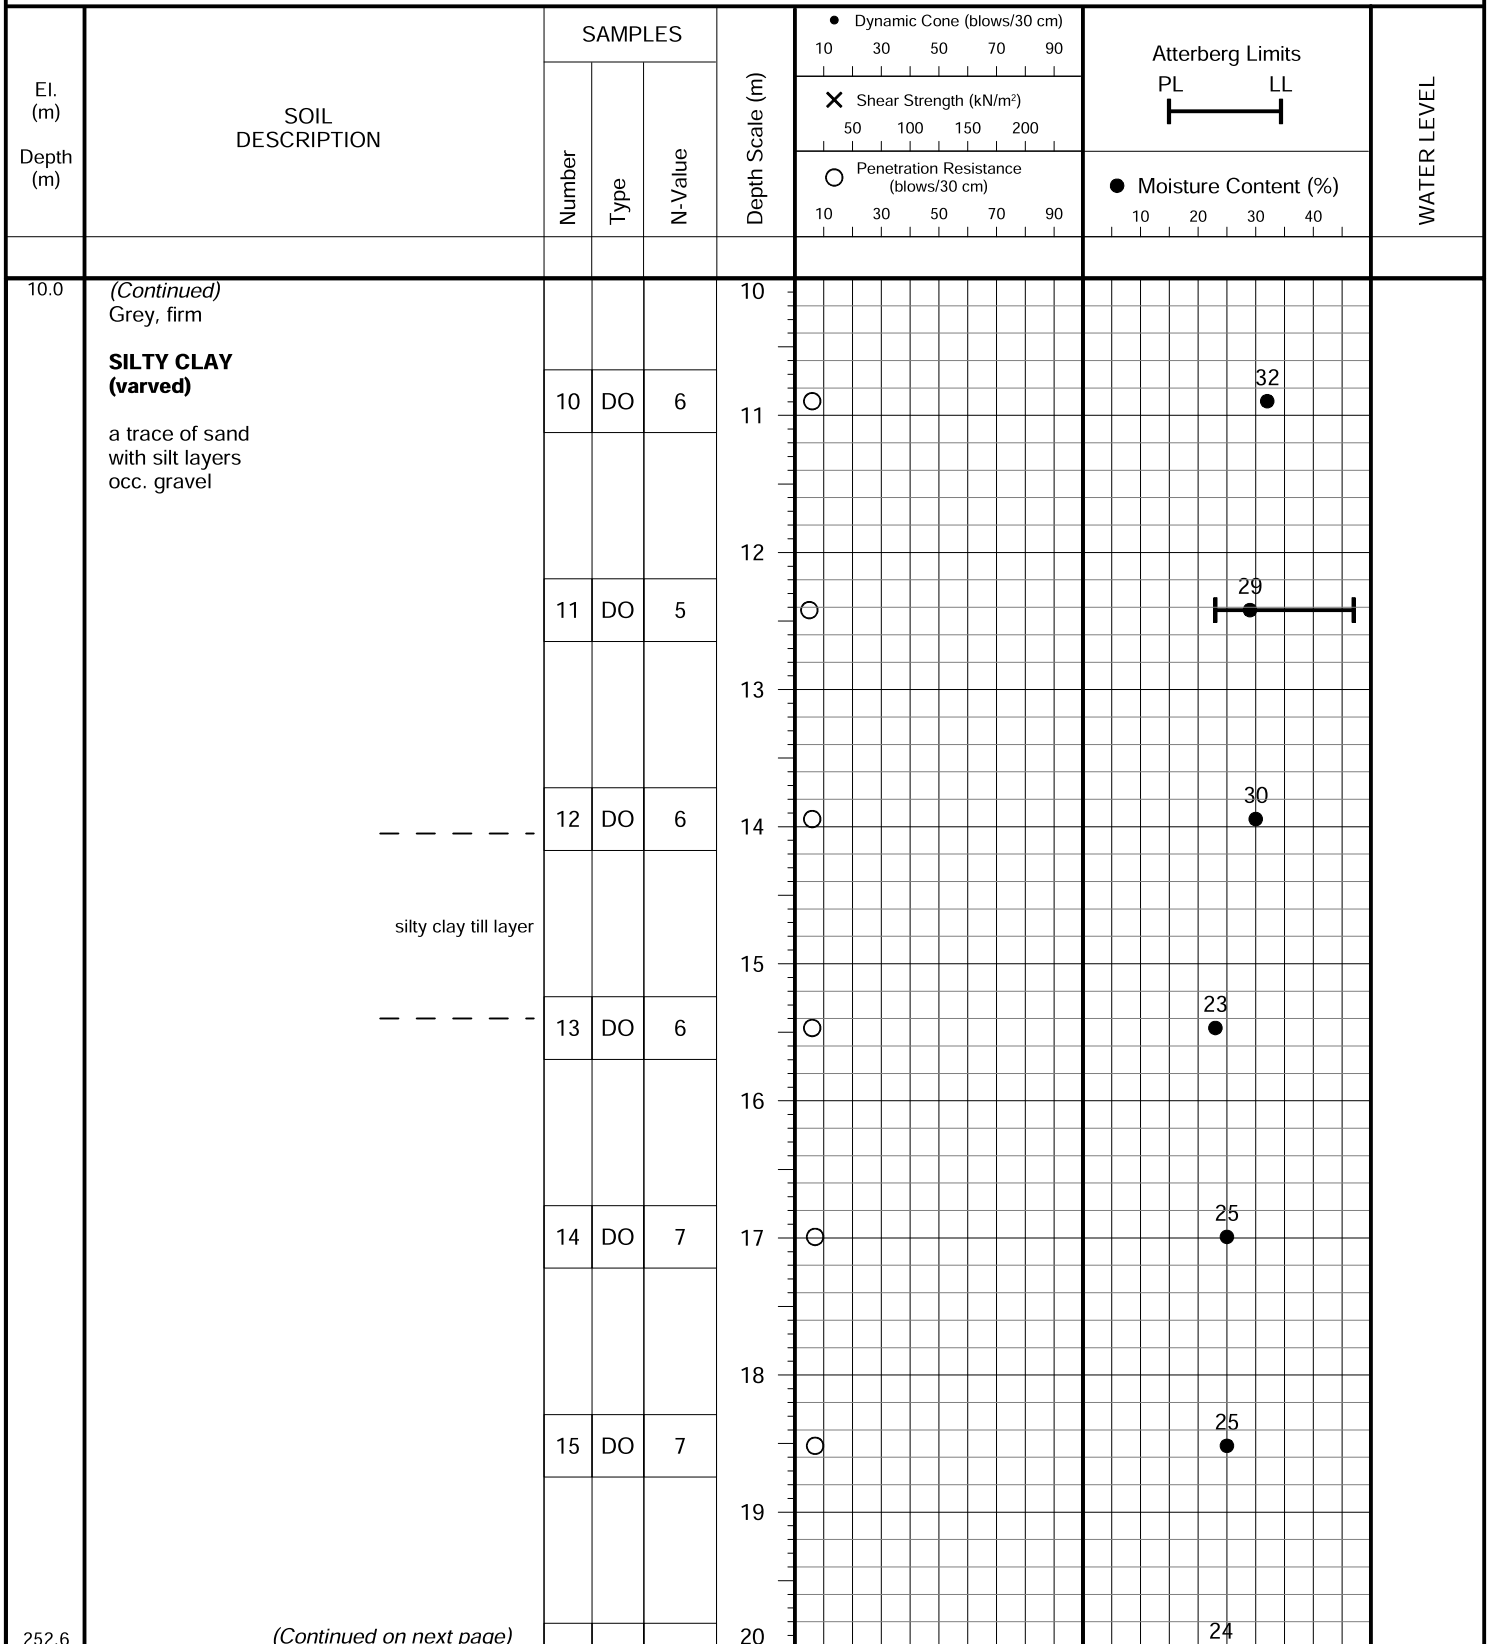 El.
(m)
Depth
(m)
SOIL
DESCRIPTION
SAMPLES
Number
Type
N-Value
Depth Scale (m)
Dynamic Cone (blows/30 cm)
10 30 50 70 90
Shear Strength (kN/m²)
50 100 150 200
Penetration Resistance
(blows/30 cm)
10 30 50 70 90
Atterberg Limits
PL LL
Moisture Content (%)
10 20 30 40
WATER LEVEL
10.0
(Continued)
Grey, firm
SILTY CLAY
(varved)
a trace of sand
with silt layers
occ. gravel
10
32
10 DO 6
11
12
29
11 DO 5
13
30
12 DO 6
14
silty clay till layer
15
23
13 DO 6
16
25
14 DO 7
17
18
25
15 DO 7
19
24
252.6
(Continued on next page)
20